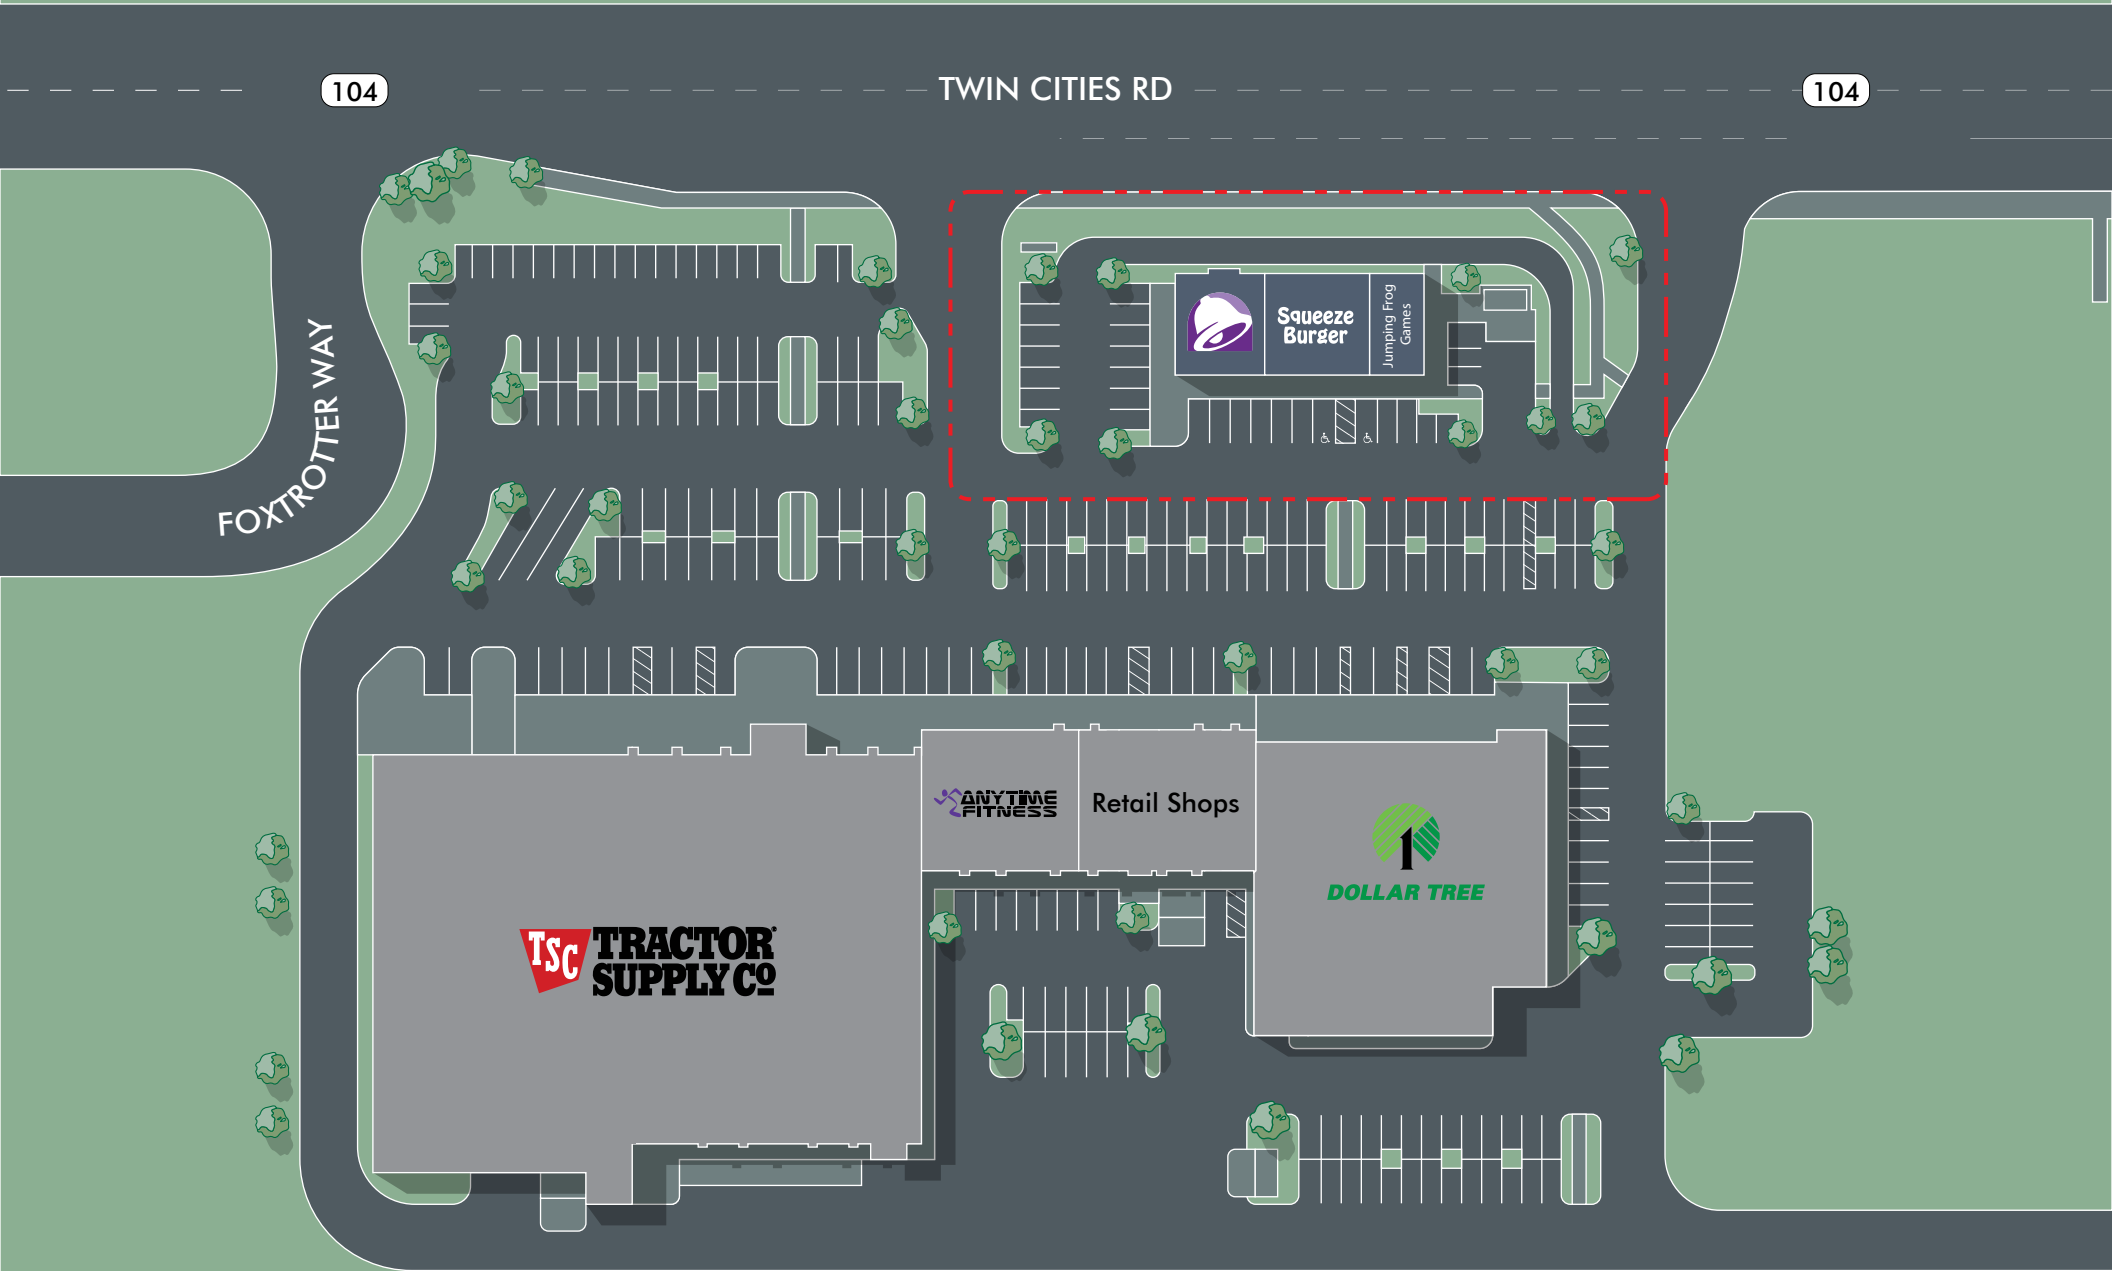 104
TWIN CITIES RD
104
FOXTROTTER WAY
Squeeze
Burger
Jumping Frog
Games
ANYTIME
FITNESS
Retail Shops
1
DOLLAR TREE
TSC
TRACTOR
SUPPLY CO